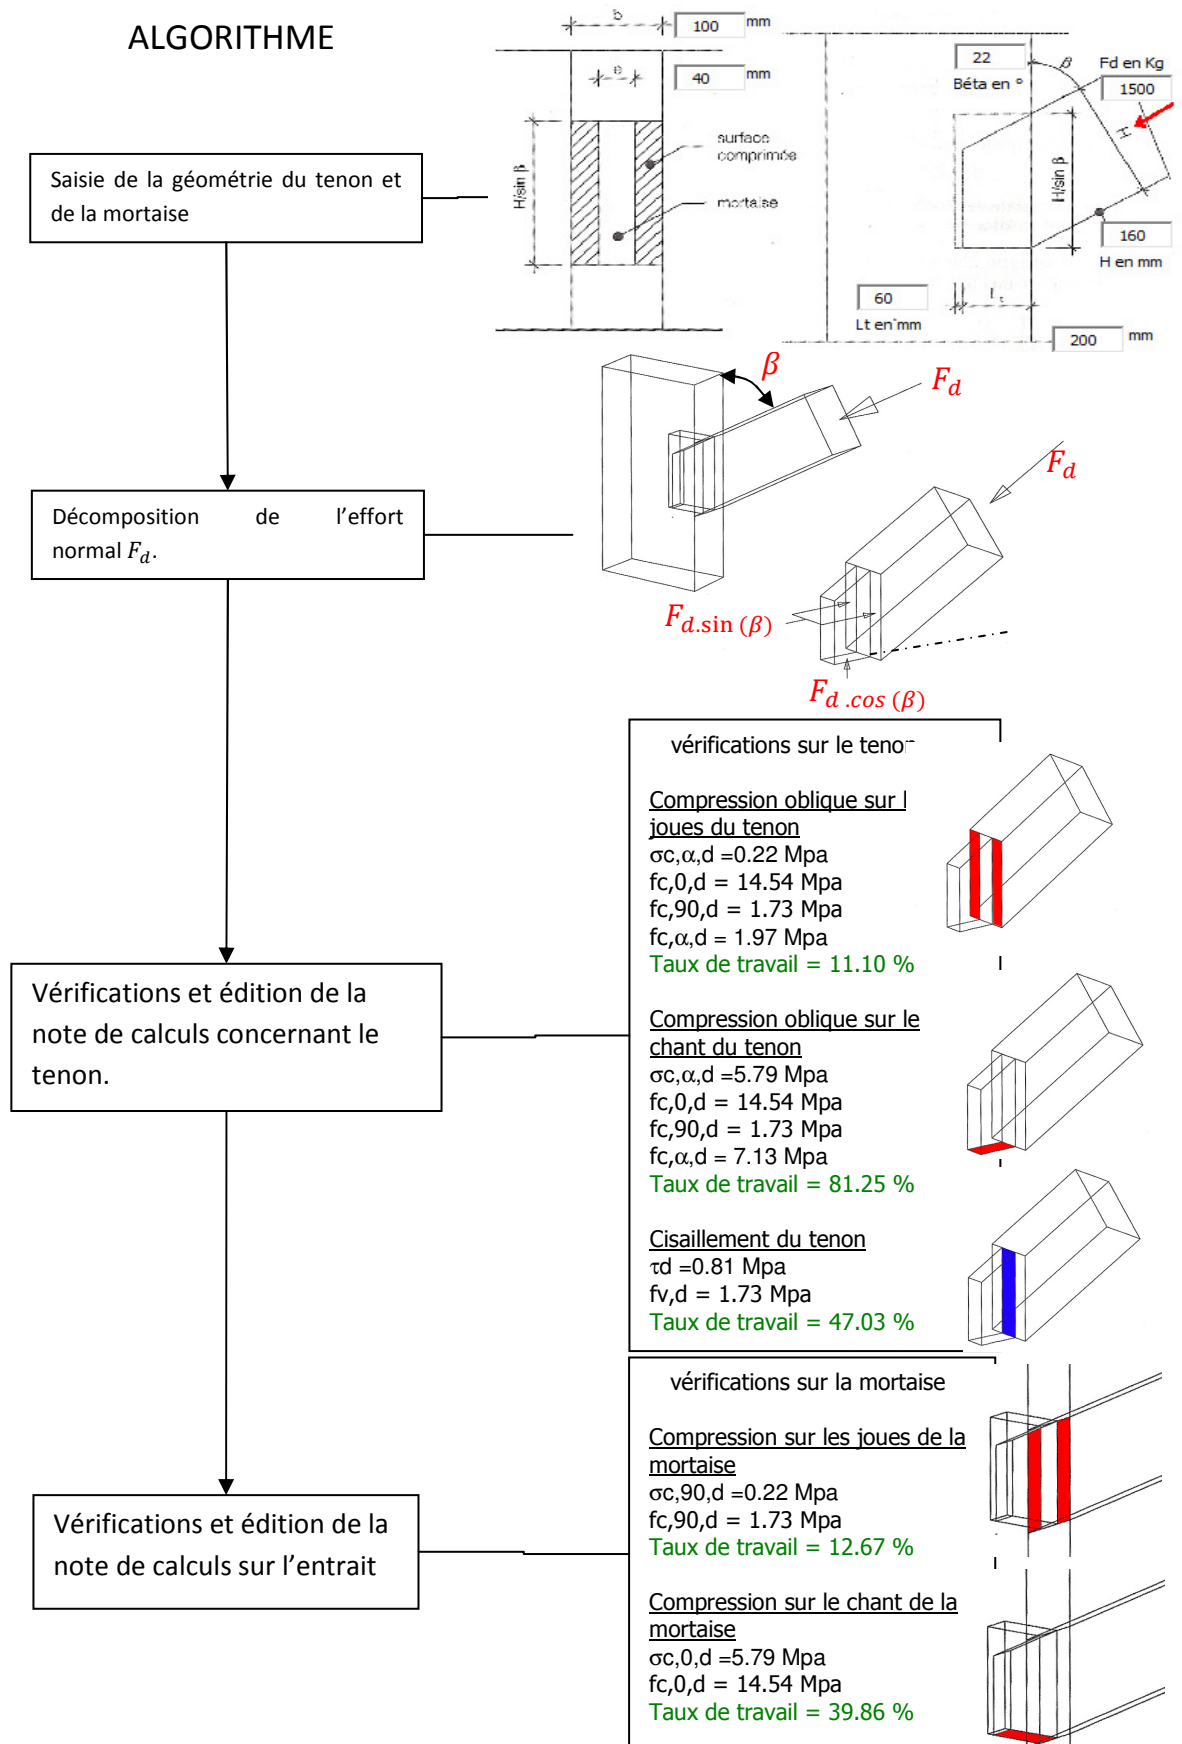 ALGORITHME
b
100 mm
e
40 mm
H/sin β
surface
comprimée
mortaise
22
Béta en °
β
Fd en Kg
1500
H
H/sin β
160
H en mm
60
Lt en mm
200 mm
Saisie de la géométrie du tenon et
de la mortaise
β
F_d
F_d
Décomposition de l'effort
normal F_d.
F_d.sin (β)
F_d .cos (β)
vérifications sur le tenon
Compression oblique sur l
joues du tenon
σc,α,d =0.22 Mpa
fc,0,d = 14.54 Mpa
fc,90,d = 1.73 Mpa
fc,α,d = 1.97 Mpa
Taux de travail = 11.10 %
Vérifications et édition de la
note de calculs concernant le
tenon.
Compression oblique sur le
chant du tenon
σc,α,d =5.79 Mpa
fc,0,d = 14.54 Mpa
fc,90,d = 1.73 Mpa
fc,α,d = 7.13 Mpa
Taux de travail = 81.25 %
Cisaillement du tenon
τd =0.81 Mpa
fv,d = 1.73 Mpa
Taux de travail = 47.03 %
vérifications sur la mortaise
Compression sur les joues de la
mortaise
σc,90,d =0.22 Mpa
fc,90,d = 1.73 Mpa
Taux de travail = 12.67 %
Vérifications et édition de la
note de calculs sur l'entrait
Compression sur le chant de la
mortaise
σc,0,d =5.79 Mpa
fc,0,d = 14.54 Mpa
Taux de travail = 39.86 %